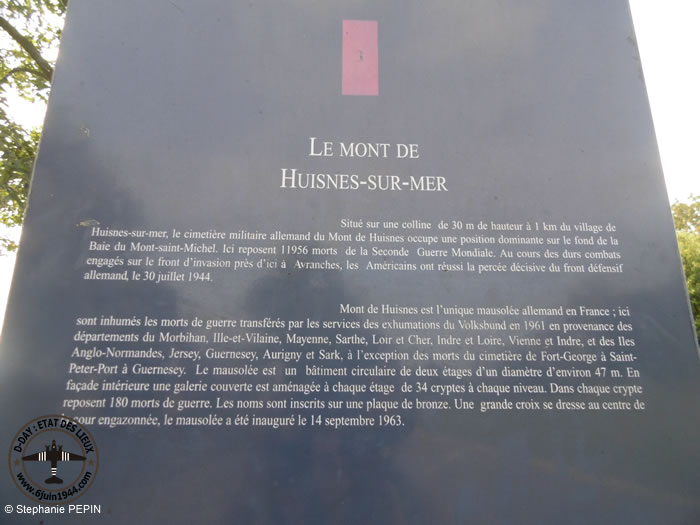 3
LE MONT DE
HUISNES-SUR-MER
Situé sur une colline de 30 m de hauteur à 1 km du village de
Huisnes-sur-mer, le cimetière militaire allemand du Mont de Huisnes occupe une position dominante sur le fond de la
Baie du Mont-saint-Michel. Ici reposent 11956 morts de la Seconde Guerre Mondiale. Au cours des durs combats
engagés sur le front d'invasion près d'ici à Avranches, les Américains ont réussi la percée décisive du front défensif
allemand, le 30 juillet 1944.
Mont de Huisnes est l'unique mausolée allemand en France ; ici
sont inhumés les morts de guerre transférés par les services des exhumations du Volksbund en 1961 en provenance des
départements du Morbihan, Ille-et-Vilaine, Mayenne, Sarthe, Loir et Cher, Indre et Loire, Vienne et Indre, et des Iles
Anglo-Normandes, Jersey, Guernesey, Aurigny et Sark, à l'exception des morts du cimetière de Fort-George à Saint-
Peter-Port à Guernesey. Le mausolée est un bâtiment circulaire de deux étages d'un diamètre d'environ 47 m. En
façade intérieure une galerie couverte est aménagée à chaque étage de 34 cryptes à chaque niveau. Dans chaque crypte
reposent 180 morts de guerre. Les noms sont inscrits sur une plaque de bronze. Une grande croix se dresse au centre de
cour engazonnée, le mausolée a été inauguré le 14 septembre 1963.
D-DAY : ETAT DES LIEUX
www.6juin1944.com
© Stephanie PEPIN